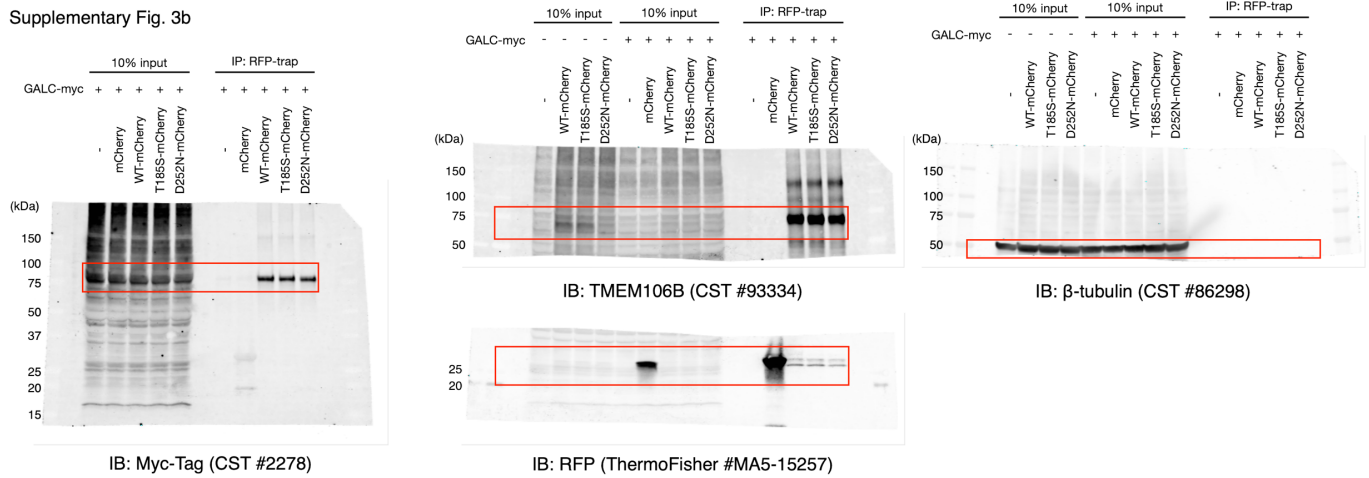 Supplementary Fig. 3b
10% input IP: RFP-trap
GALC-myc + + + + + + + + + +
- mCherry WT-mCherry T185S-mCherry D252N-mCherry - mCherry WT-mCherry T185S-mCherry D252N-mCherry
(kDa)
150
100
75
50
37
25
20
15
IB: Myc-Tag (CST #2278)
10% input 10% input IP: RFP-trap
GALC-myc - - - - + + + + + + + + + +
- WT-mCherry T185S-mCherry D252N-mCherry - mCherry WT-mCherry T185S-mCherry D252N-mCherry - mCherry WT-mCherry T185S-mCherry D252N-mCherry
(kDa)
150
100
75
50
IB: TMEM106B (CST #93334)
25
20
IB: RFP (ThermoFisher #MA5-15257)
10% input 10% input IP: RFP-trap
GALC-myc - - - - + + + + + + + + + +
- WT-mCherry T185S-mCherry D252N-mCherry - mCherry WT-mCherry T185S-mCherry D252N-mCherry - mCherry WT-mCherry T185S-mCherry D252N-mCherry
(kDa)
150
100
75
50
IB: β-tubulin (CST #86298)